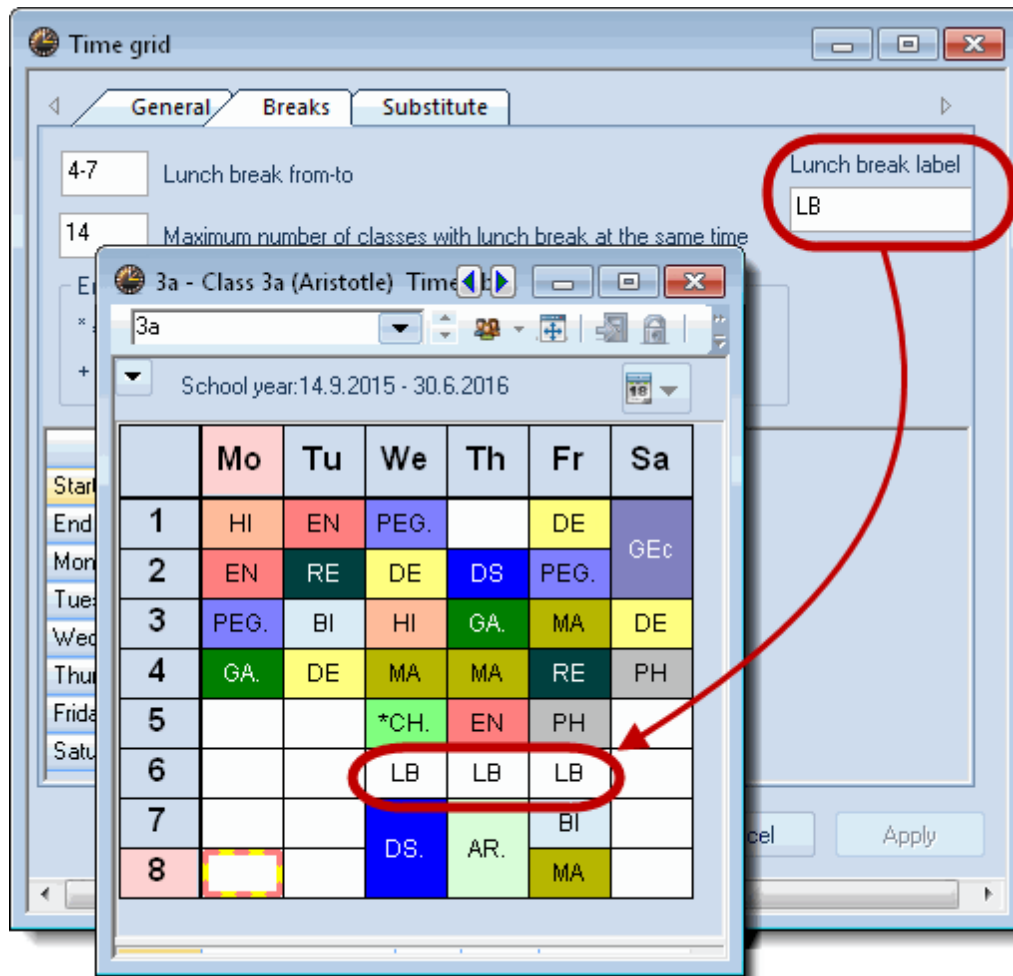 Time grid
General Breaks Substitute
4-7 Lunch break from-to
Lunch break label
LB
14 Maximum number of classes with lunch break at the same time
3a - Class 3a (Aristotle)
* 
3a
+
School year:14.9.2015 - 30.6.2016
18
Mo Tu We Th Fr Sa
1 HI EN PEG. DE GEc
2 EN RE DE DS PEG.
3 PEG. BI HI GA. MA DE
4 GA. DE MA MA RE PH
5 *CH. EN PH
6 LB LB LB
7 DS. AR. BI
8 MA
End
Apply